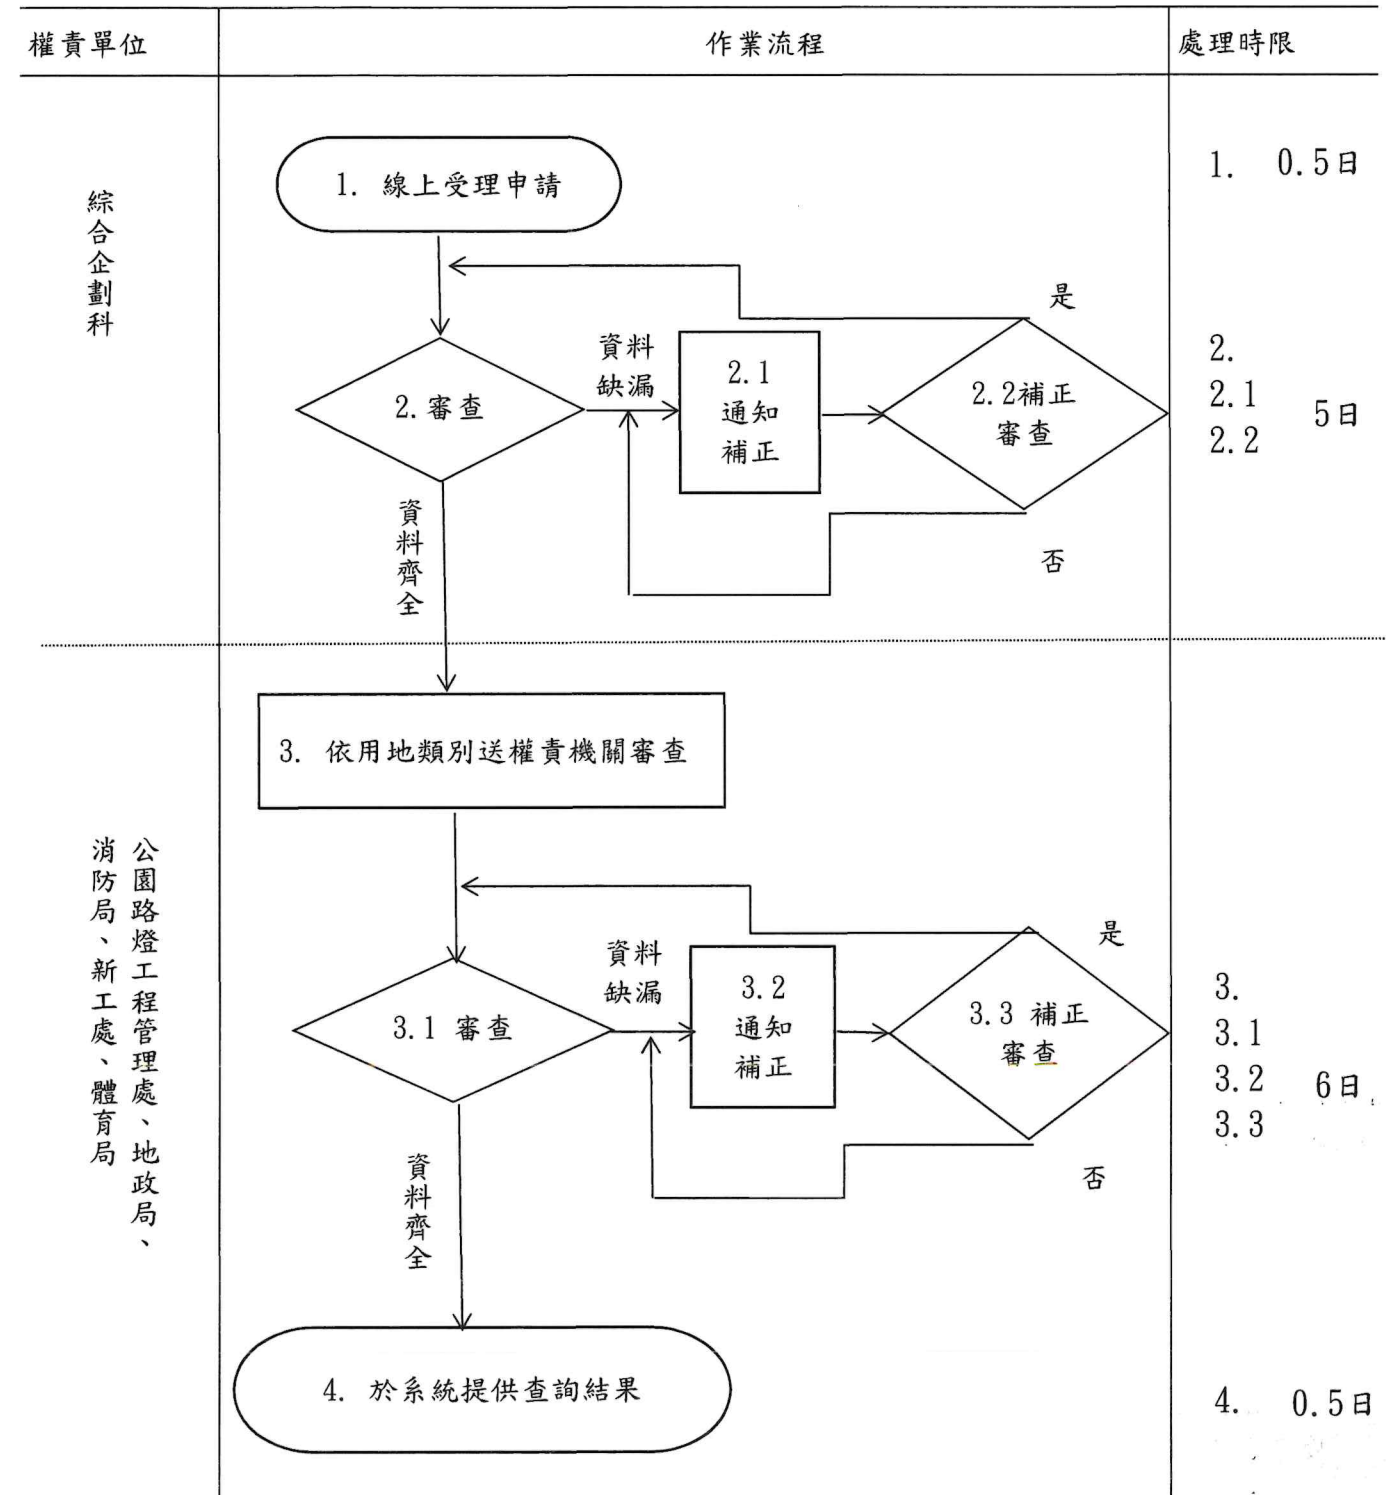 權責單位
作業流程
處理時限
綜合企劃科
1. 線上受理申請
1. 0.5日
是
資料
缺漏
2.1
通知
補正
2.審查
2.2補正
審查
2.
2.1
2.2
5日
資料齊全
否
3. 依用地類別送權責機關審查
公園路燈工程管理處、地政局、
消防局、新工處、體育局
是
資料
缺漏
3.2
通知
補正
3.1 審查
3.3 補正
審查
3.
3.1
3.2
3.3
6日
資料齊全
否
4. 於系統提供查詢結果
4. 0.5日